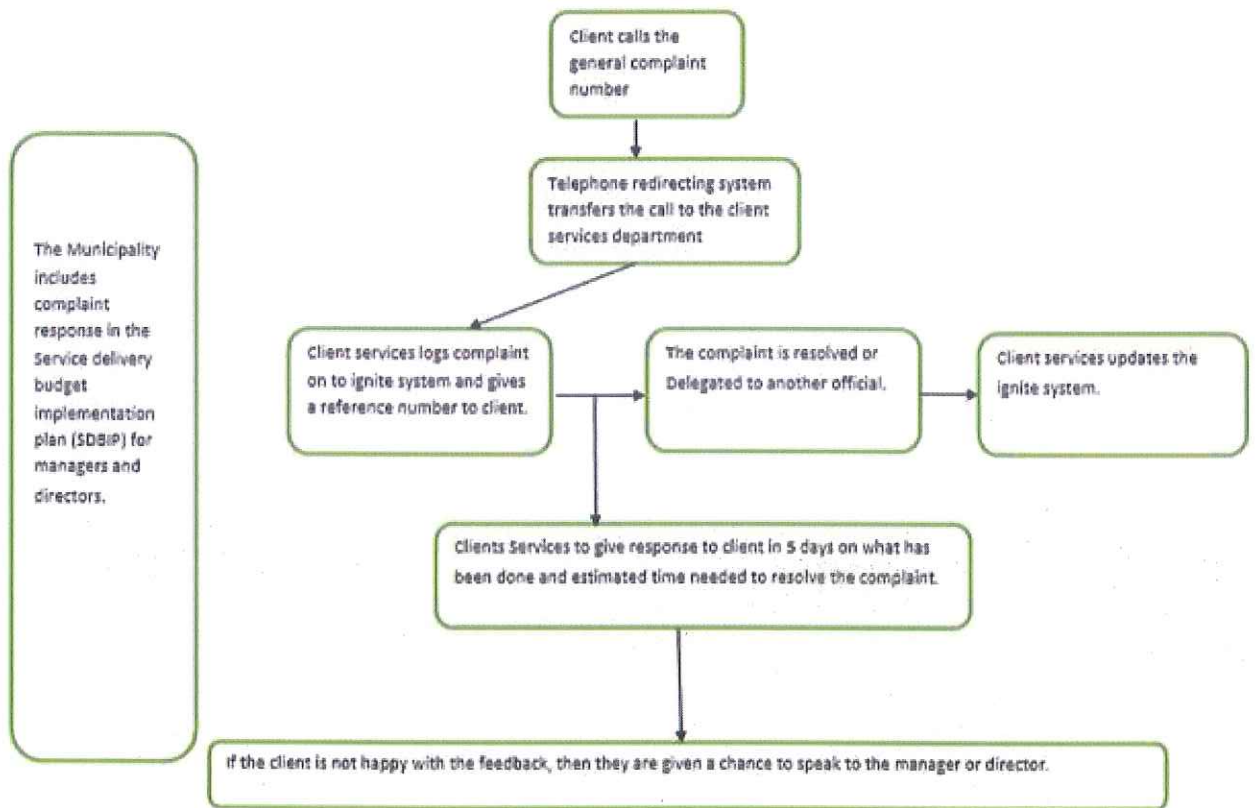 Client calls the
general complaint
number
Telephone redirecting system
transfers the call to the client
services department
The Municipality
includes
complaint
response in the
Service delivery
budget
implementation
plan (SDBIP) for
managers and
directors.
Client services logs complaint
on to ignite system and gives
a reference number to client.
The complaint is resolved or
Delegated to another official.
Client services updates the
ignite system.
Clients Services to give response to client in 5 days on what has
been done and estimated time needed to resolve the complaint.
If the client is not happy with the feedback, then they are given a chance to speak to the manager or director.